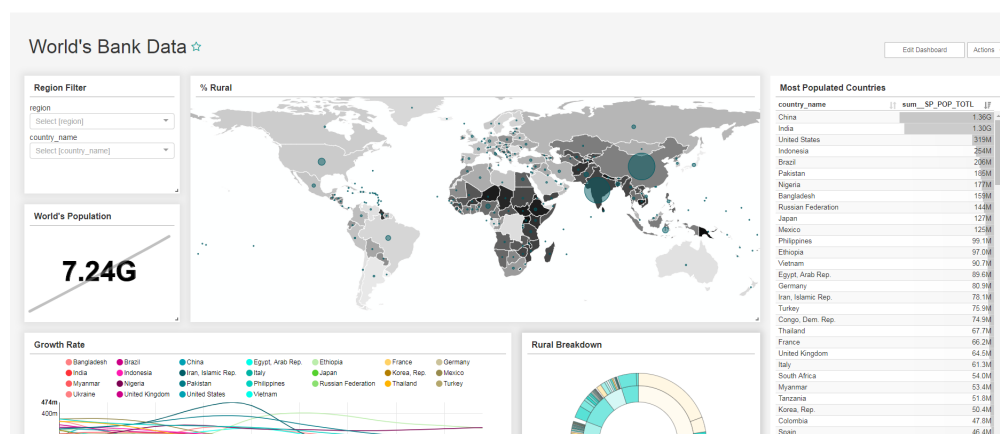 World's Bank Data
Edit Dashboard
Actions
Region Filter
region
Select [region]
country_name
Select [country_name]
World's Population
7.24G
% Rural
Most Populated Countries
country_name sum__SP_POP_TOTL
China 1.36G
India 1.30G
United States 319M
Indonesia 254M
Brazil 206M
Pakistan 185M
Nigeria 177M
Bangladesh 159M
Russian Federation 144M
Japan 127M
Mexico 125M
Philippines 99.1M
Ethiopia 97.0M
Vietnam 90.7M
Egypt, Arab Rep. 89.6M
Germany 80.9M
Iran, Islamic Rep. 78.1M
Turkey 75.9M
Congo, Dem. Rep. 74.9M
Thailand 67.7M
France 66.2M
United Kingdom 64.5M
Italy 61.3M
South Africa 54.0M
Myanmar 53.4M
Tanzania 51.8M
Korea, Rep. 50.4M
Colombia 47.8M
Spain 46.4M
Growth Rate
Bangladesh Brazil China Egypt, Arab Rep. Ethiopia France Germany
India Indonesia Iran, Islamic Rep. Italy Japan Korea, Rep. Mexico
Myanmar Nigeria Pakistan Philippines Russian Federation Thailand Turkey
Ukraine United Kingdom United States Vietnam
474m
400m
Rural Breakdown